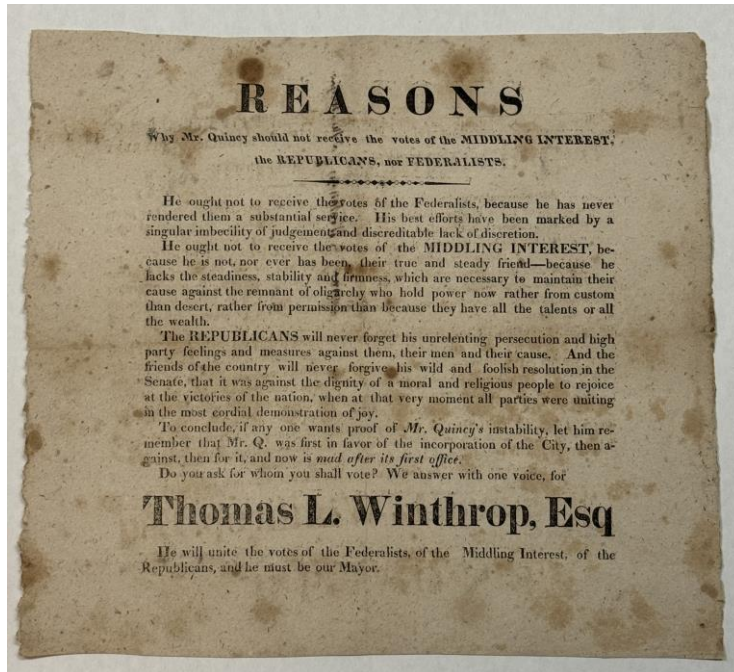 REASONS
Why Mr. Quincy should not receive the votes of the MIDDLING INTEREST,
the REPUBLICANS, nor FEDERALISTS.
He ought not to receive the votes of the Federalists, because he has never
rendered them a substantial service. His best efforts have been marked by a
singular imbecility of judgement and discreditable lack of discretion.
He ought not to receive the votes of the MIDDLING INTEREST, be-
cause he is not, nor ever has been, their true and steady friend—because he
lacks the steadiness, stability and firmness, which are necessary to maintain their
cause against the remnant of oligarchy who hold power now rather from custom
than desert, rather from permission than because they have all the talents or all
the wealth.
The REPUBLICANS will never forget his unrelenting persecution and high
party feelings and measures against them, their men and their cause. And the
friends of the country will never forgive his wild and foolish resolution in the
Senate, that it was against the dignity of a moral and religious people to rejoice
at the victories of the nation, when at that very moment all parties were uniting
in the most cordial demonstration of joy.
To conclude, if any one wants proof of Mr. Quincy's instability, let him re-
member that Mr. Q. was first in favor of the incorporation of the City, then a-
gainst, then for it, and now is mad after its first office.
Do you ask for whom you shall vote? We answer with one voice, for
Thomas L. Winthrop, Esq
He will unite the votes of the Federalists, of the Middling Interest, of the
Republicans, and he must be our Mayor.